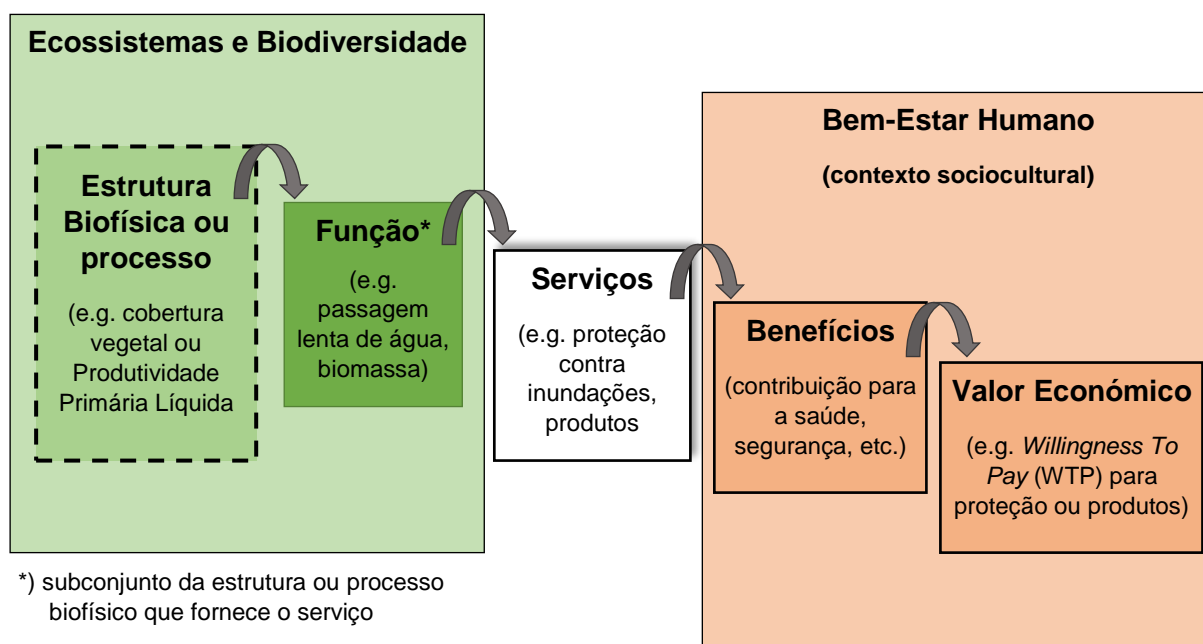 Ecossistemas e Biodiversidade
Estrutura
Biofísica ou
processo
(e.g. cobertura
vegetal ou
Produtividade
Primária Líquida
Função*
(e.g.
passagem
lenta de água,
biomassa)
Serviços
(e.g. proteção
contra
inundações,
produtos
Bem-Estar Humano
(contexto sociocultural)
Benefícios
(contribuição para
a saúde,
segurança, etc.)
Valor Económico
(e.g. Willingness To
Pay (WTP) para
proteção ou produtos)
*) subconjunto da estrutura ou processo
biofísico que fornece o serviço